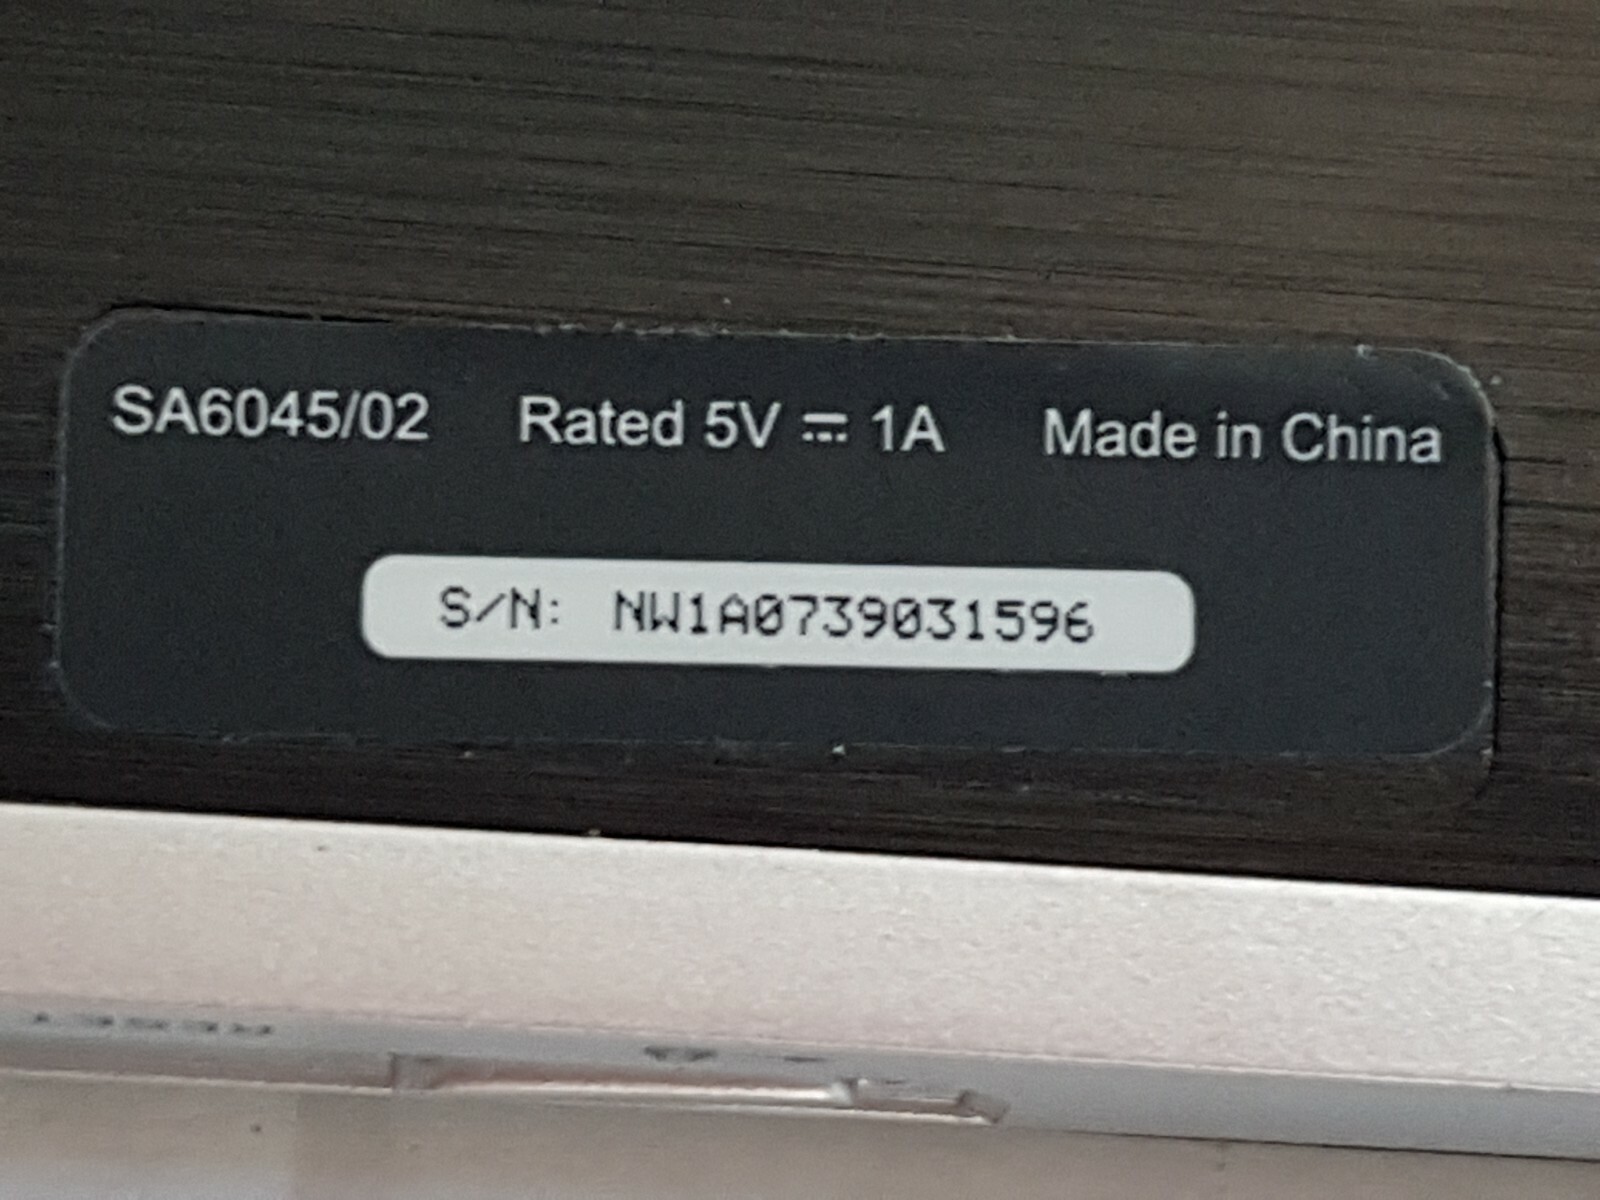 SA6045/02 Rated 5V ⎓ 1A Made in China
S/N: NW1A0739031596